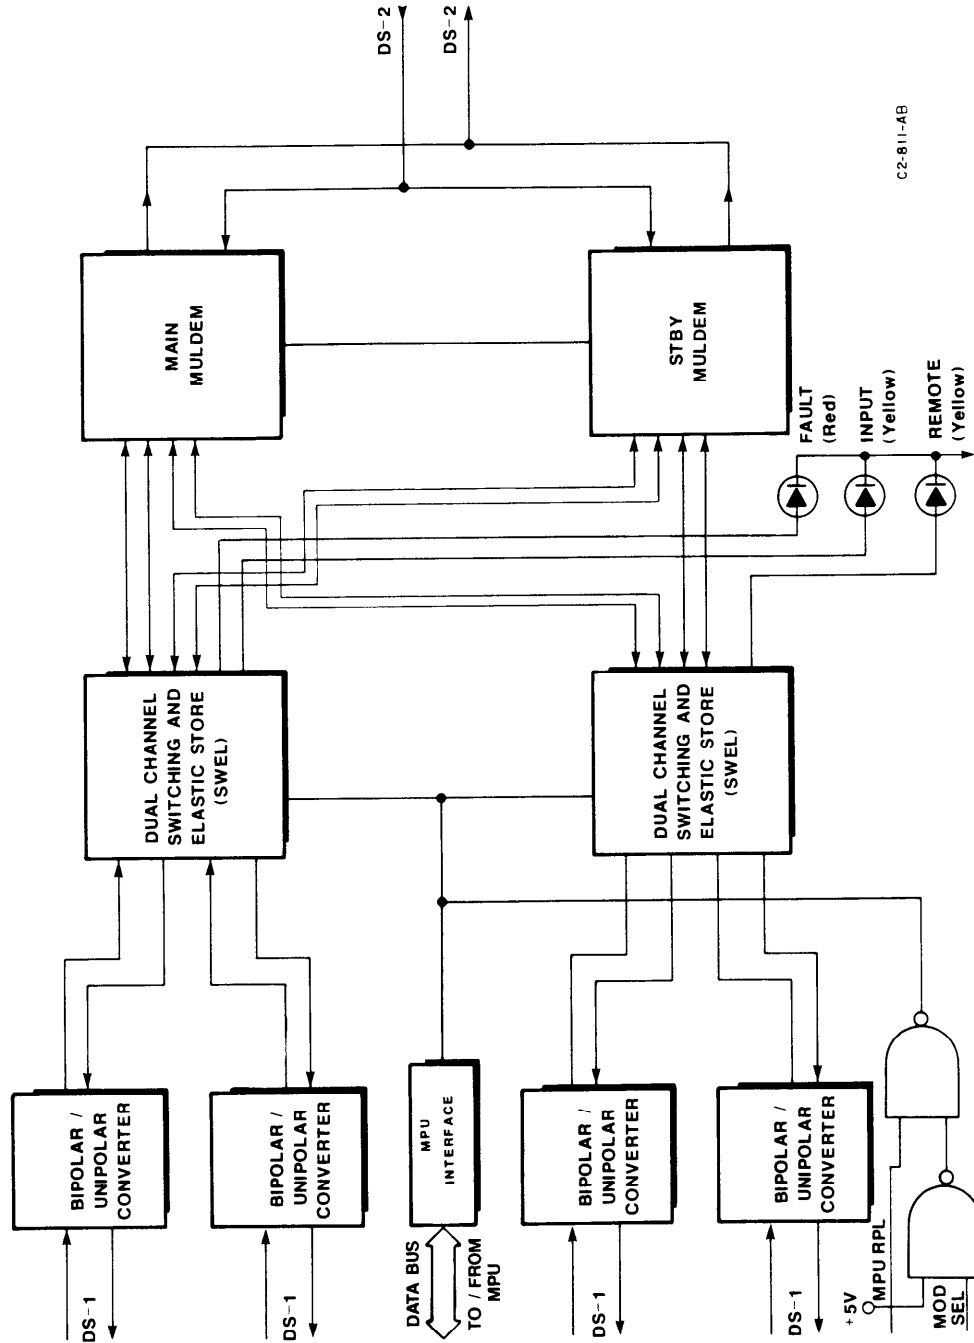 DS-1
BIPOLAR /
UNIPOLAR
CONVERTER
DS-1
BIPOLAR /
UNIPOLAR
CONVERTER
DATA BUS
TO / FROM
MPU
MPU
INTERFACE
BIPOLAR /
UNIPOLAR
CONVERTER
DS-1
BIPOLAR /
UNIPOLAR
CONVERTER
+5V
MPU RPL
MOD
SEL
DUAL CHANNEL
SWITCHING AND
ELASTIC STORE
(SWEL)
DUAL CHANNEL
SWITCHING AND
ELASTIC STORE
(SWEL)
MAIN
MULDEM
STBY
MULDEM
FAULT
(Red)
INPUT
(Yellow)
REMOTE
(Yellow)
DS-2
DS-2
C2-811-AB